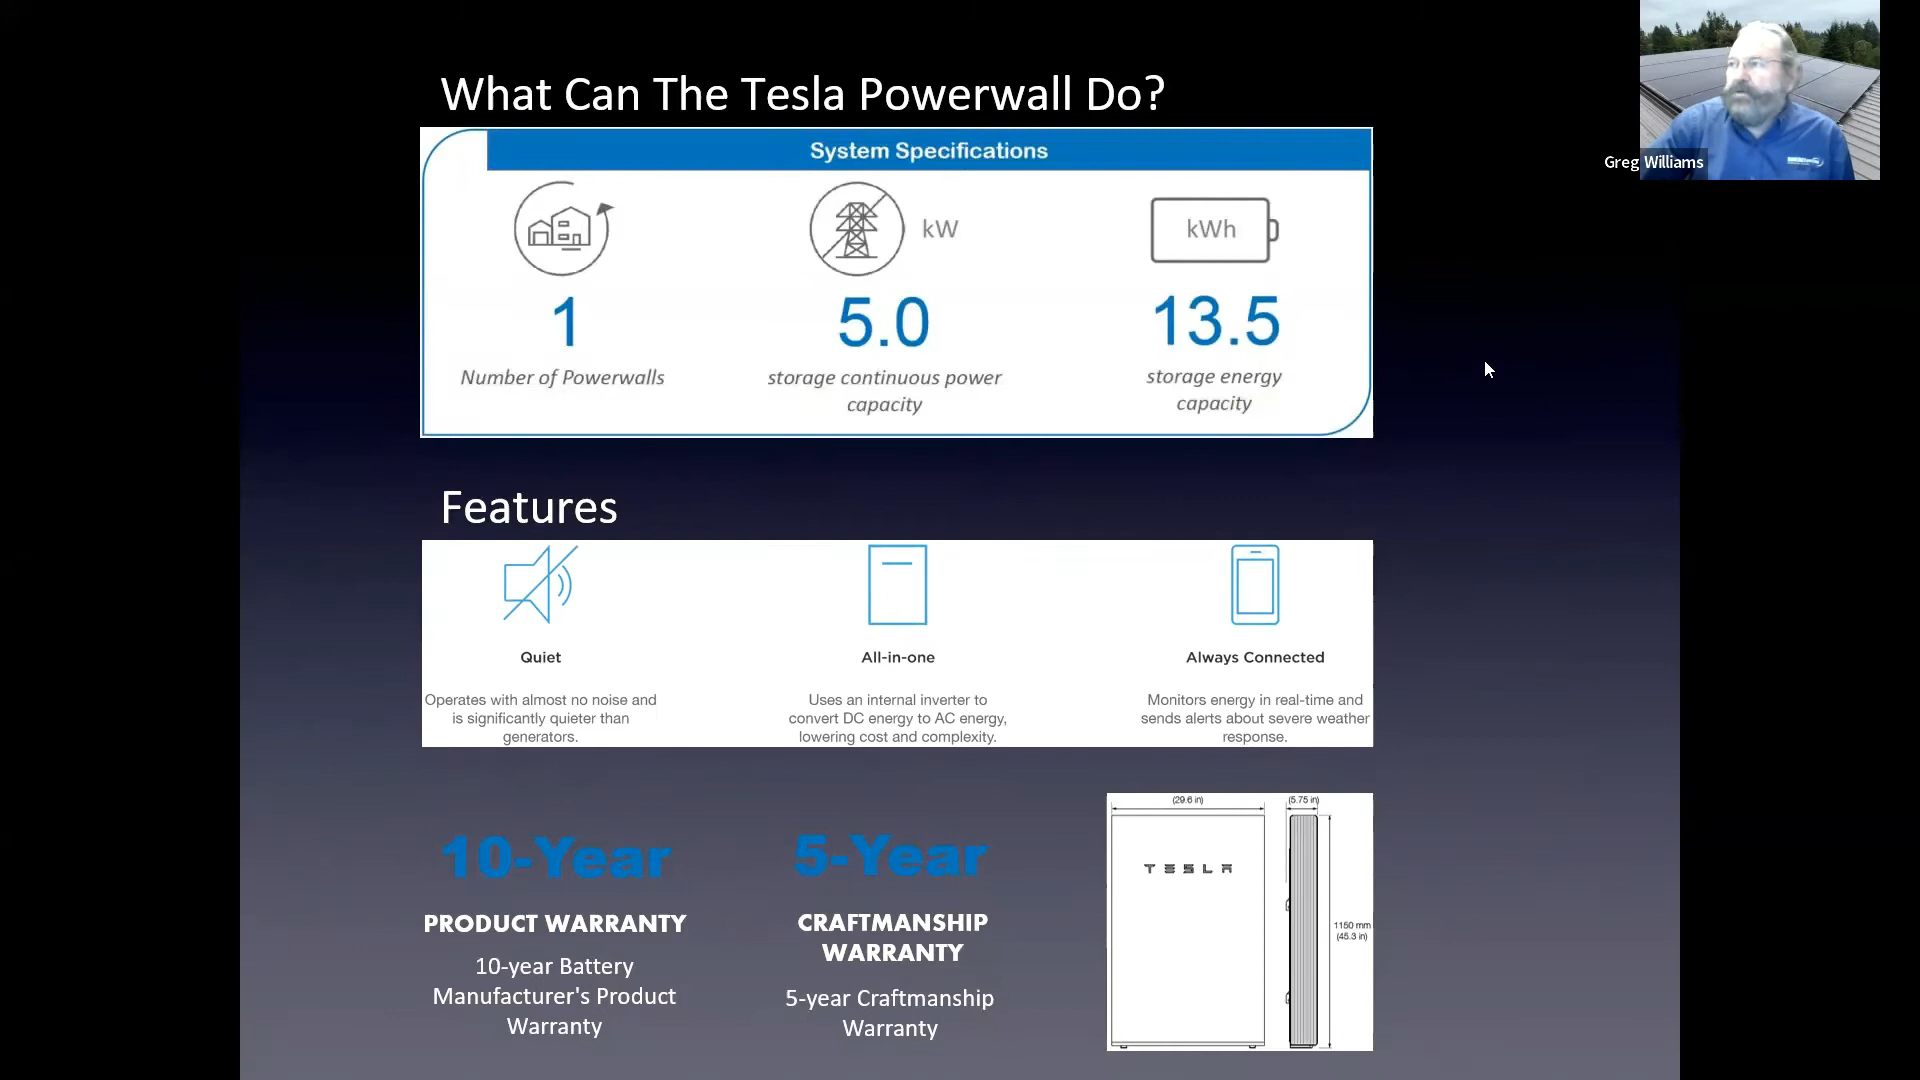 What Can The Tesla Powerwall Do?
Greg Williams
System Specifications
kW
kWh
1
5.0
13.5
Number of Powerwalls
storage continuous power
capacity
storage energy
capacity
Features
Quiet
All-in-one
Always Connected
Operates with almost no noise and
is significantly quieter than
generators.
Uses an internal inverter to
convert DC energy to AC energy,
lowering cost and complexity.
Monitors energy in real-time and
sends alerts about severe weather
response.
10-Year
PRODUCT WARRANTY
10-year Battery
Manufacturer's Product
Warranty
5-Year
CRAFTMANSHIP
WARRANTY
5-year Craftmanship
Warranty
(29.6 in)
(5.75 in)
TESLA
1150 mm
(45.3 in)